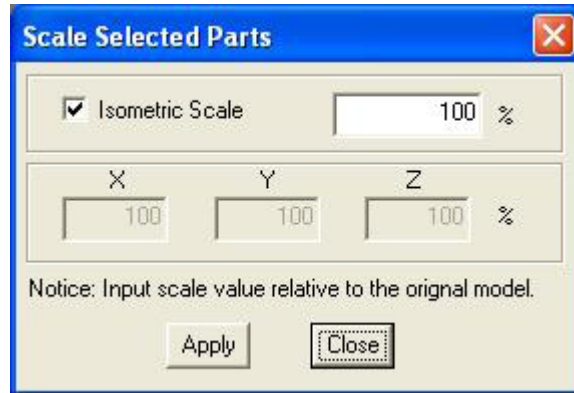 Scale Selected Parts
Isometric Scale 100 %
X Y Z
100 100 100 %
Notice: Input scale value relative to the orignal model.
Apply Close